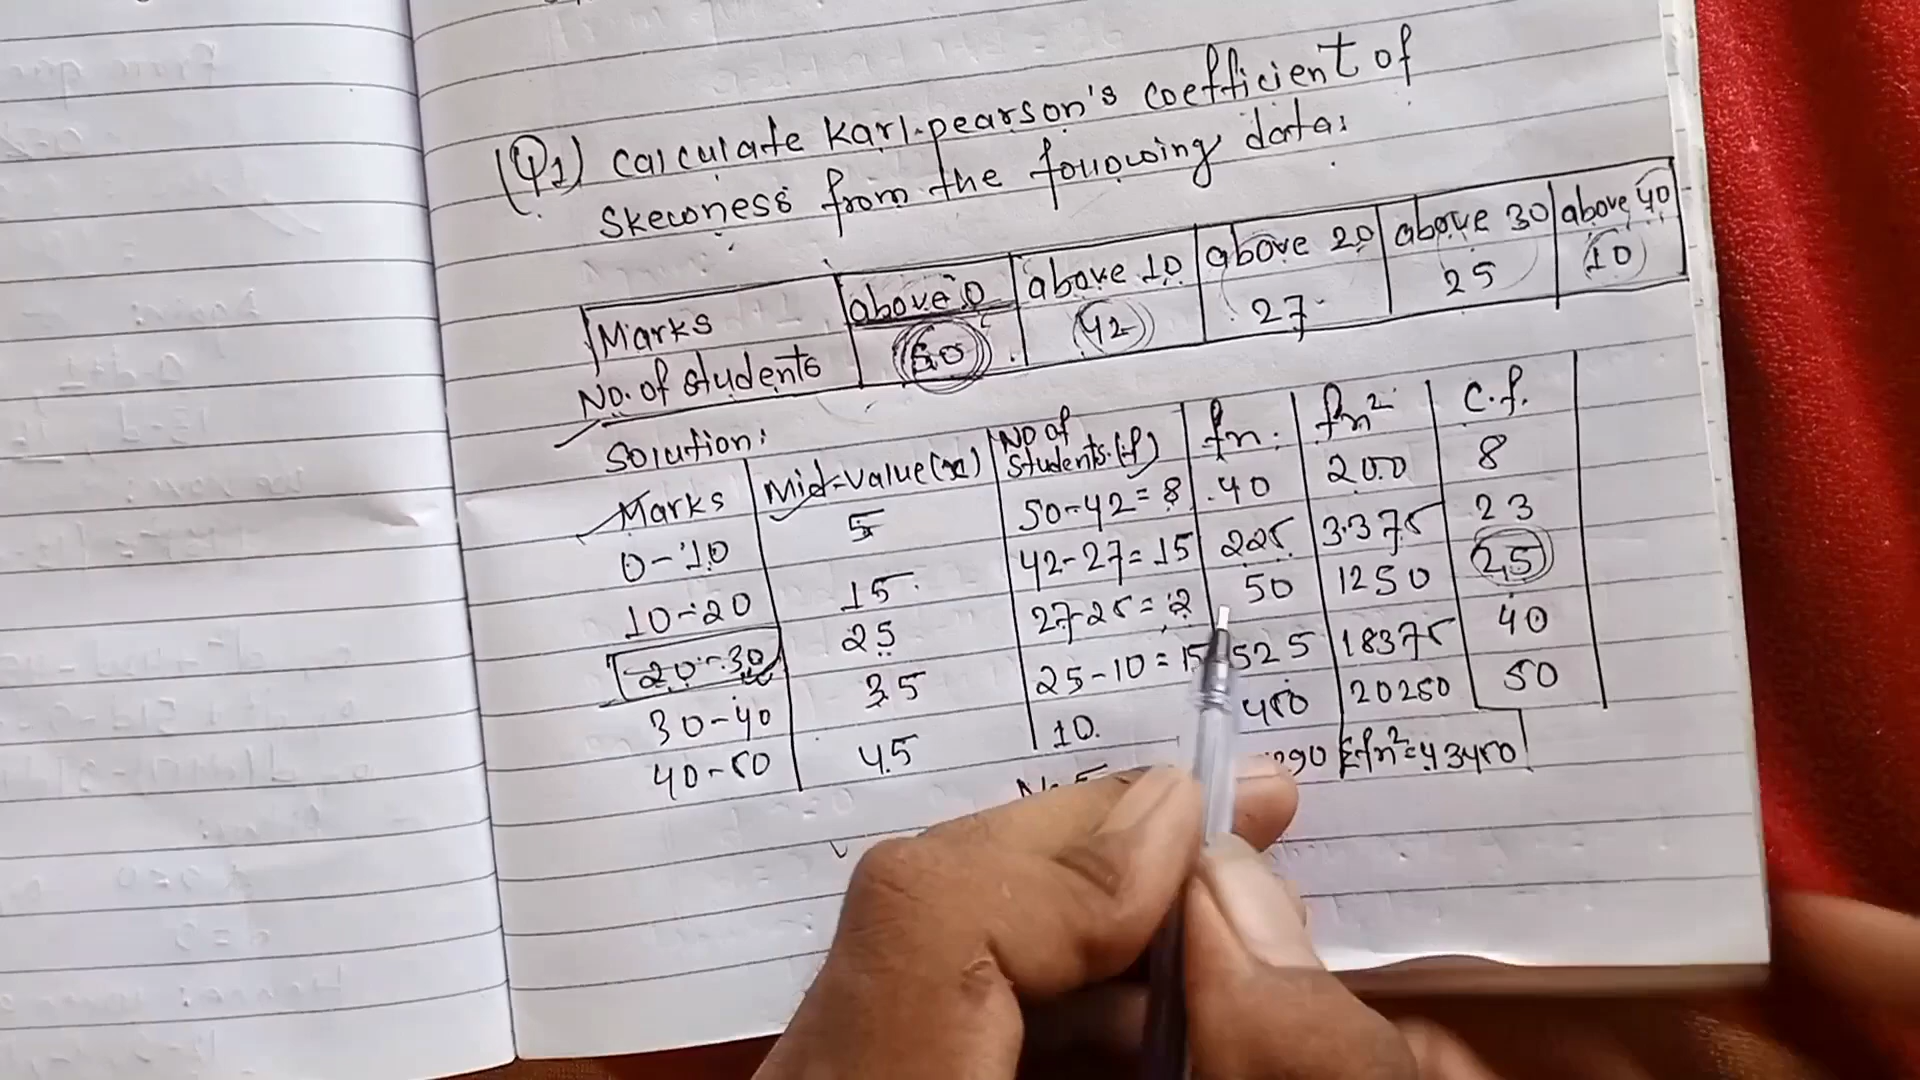 (Q1) Calculate Karl-pearson's coefficient of
Skewness from the following data:
Marks above 0 above 10 above 20 above 30 above 40
No. of students 50 42 27 25 10
Solution:
Marks Mid-value(x) No of students (f) fx fx² c.f.
0-10 5 50-42=8 40 200 8
10-20 15 42-27=15 225 3375 23
20-30 25 27-25=2 50 1250 25
30-40 35 25-10=15 525 18375 40
40-50 45 10 450 20250 50
290 Σfx²=43450